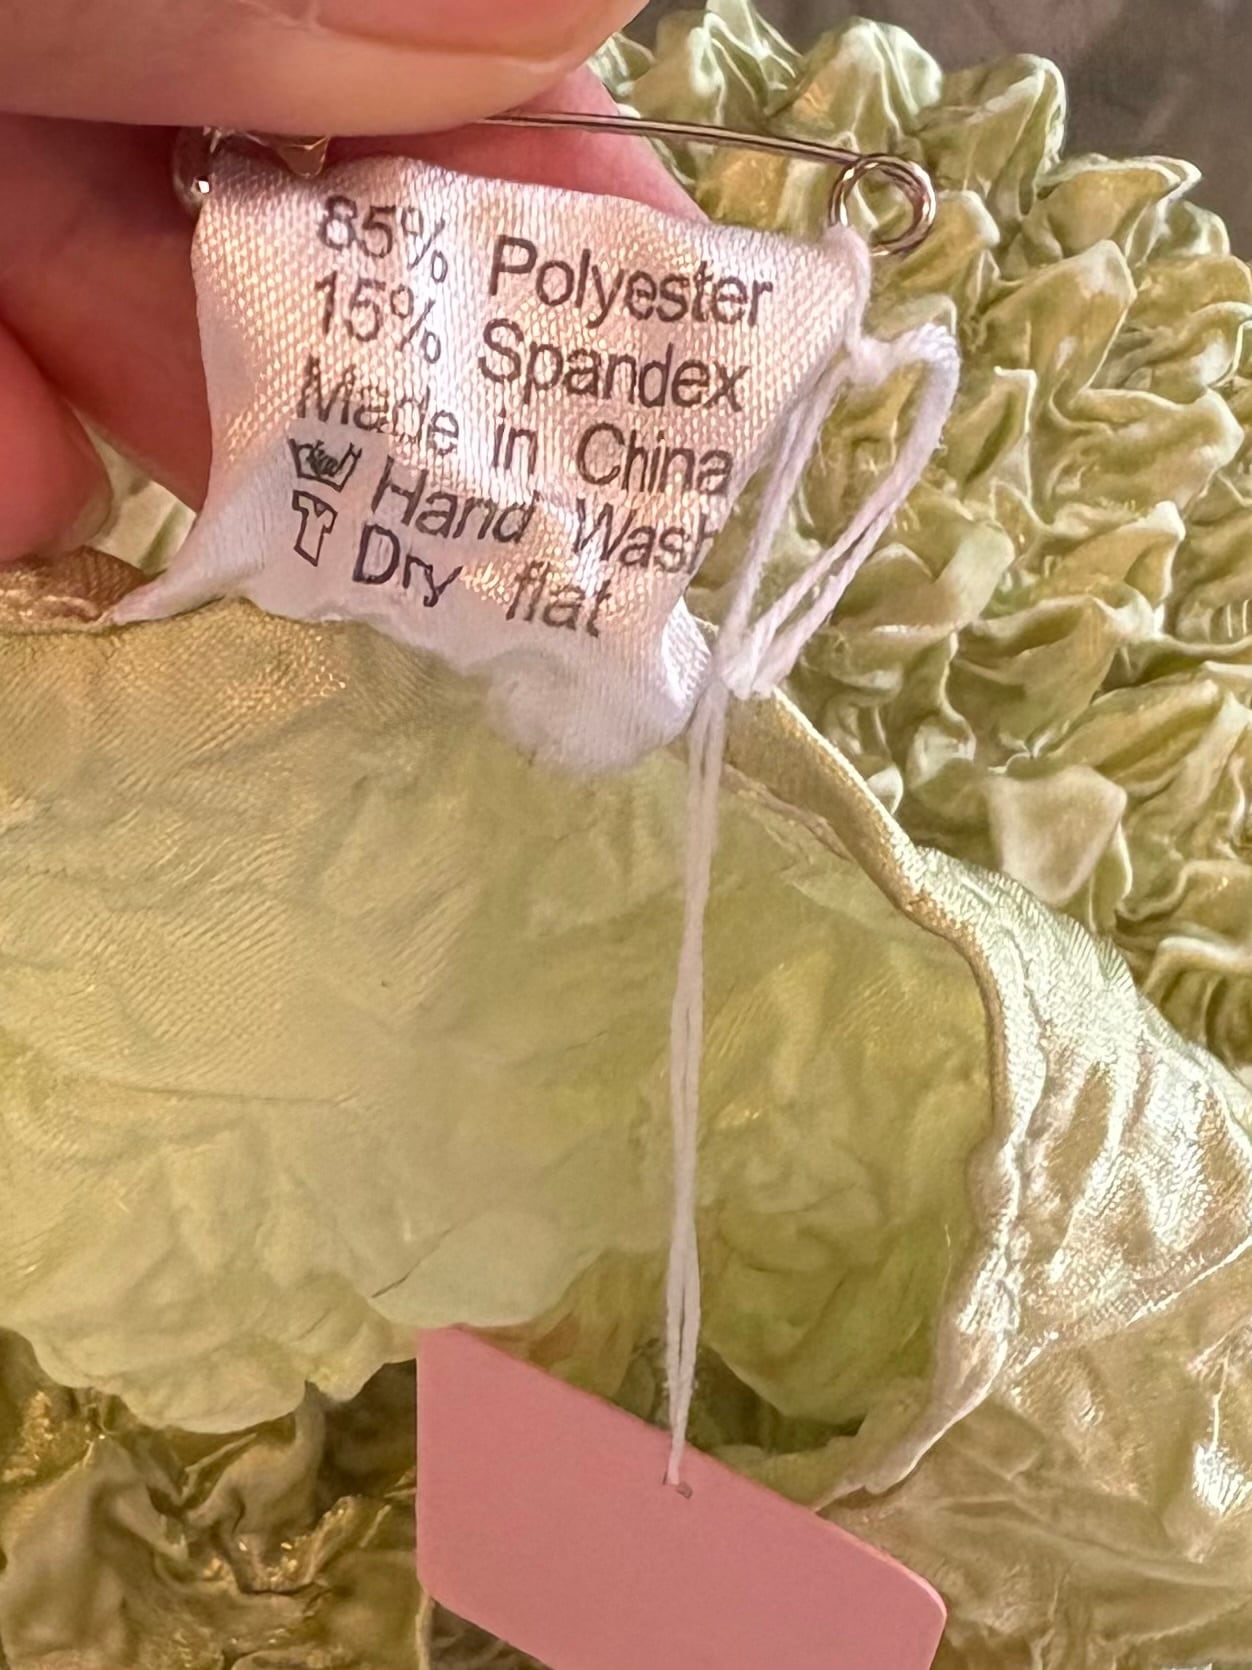 85% Polyester
15% Spandex
Made in China
Hand Wash
Dry flat